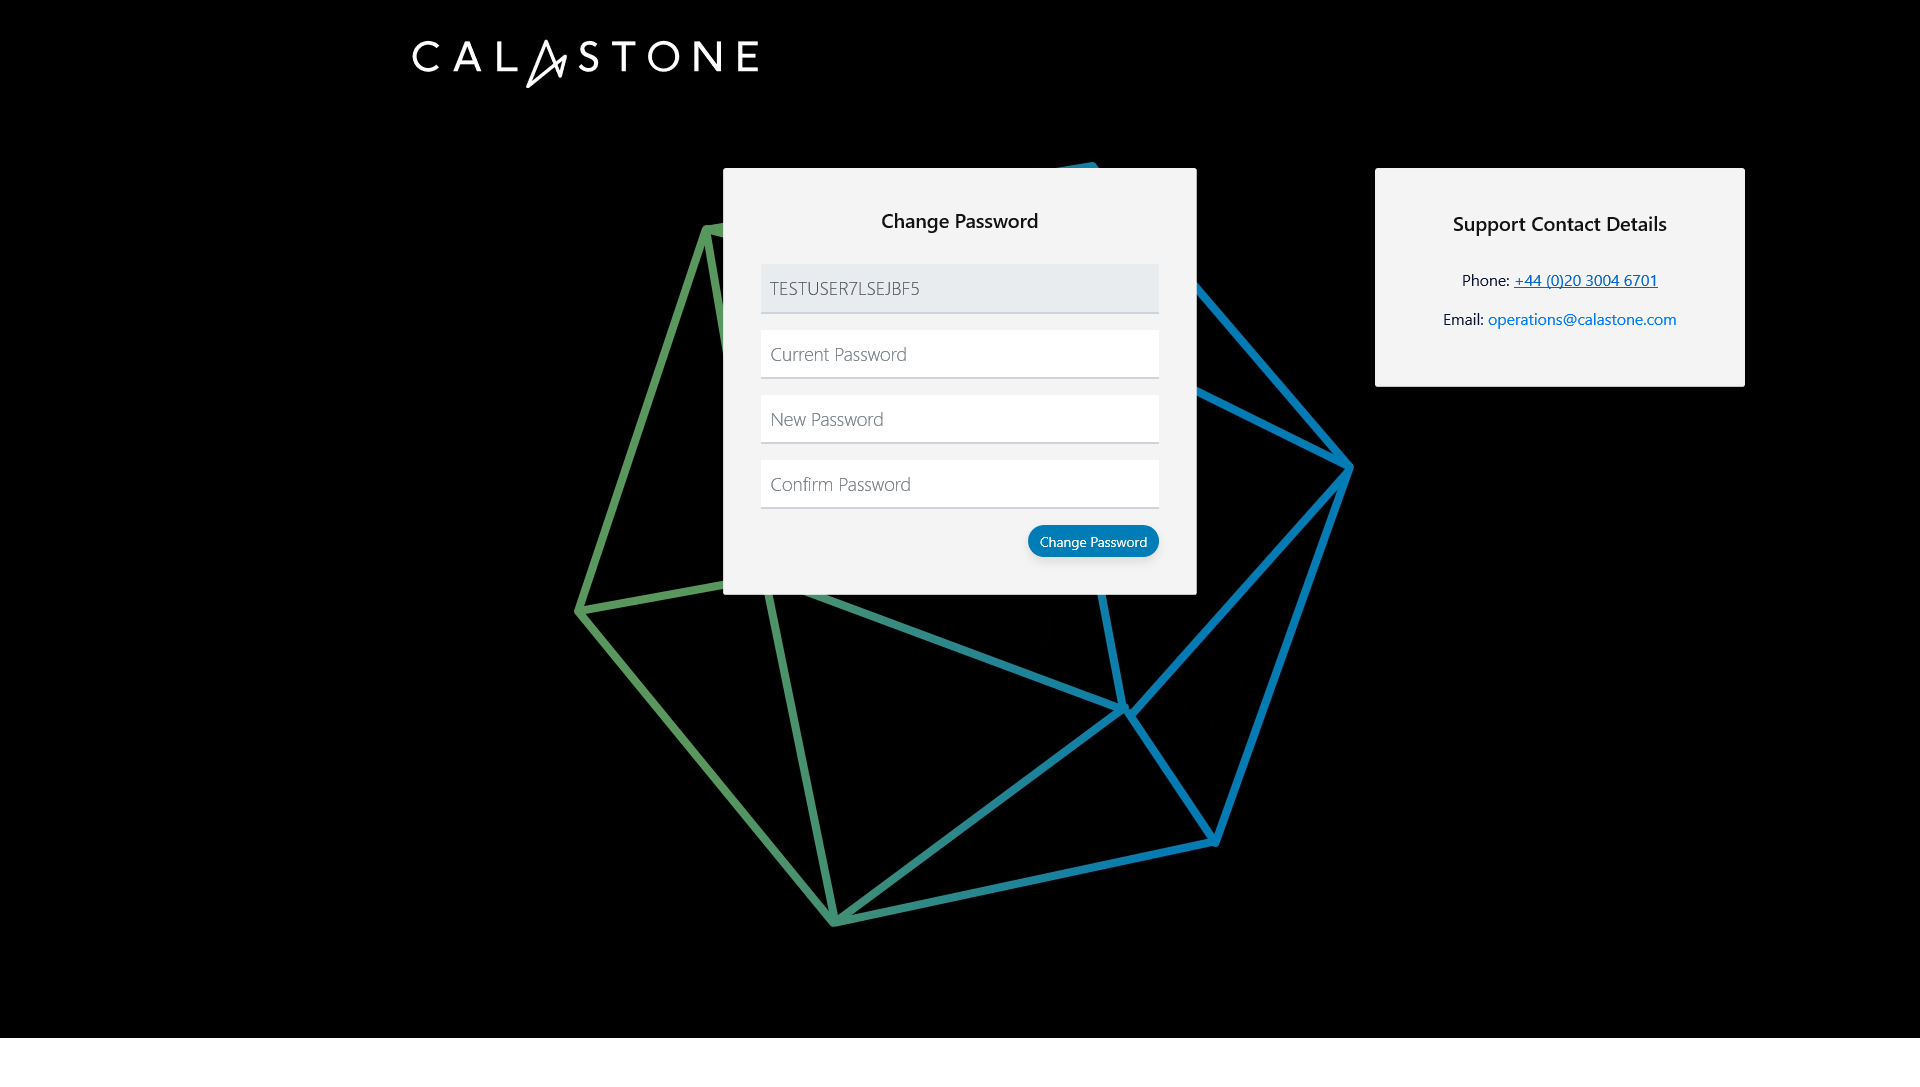 CALASTONE
Change Password
TESTUSER7LSEJBF5
Current Password
New Password
Confirm Password
Change Password
Support Contact Details
Phone: +44 (0)20 3004 6701
Email: operations@calastone.com